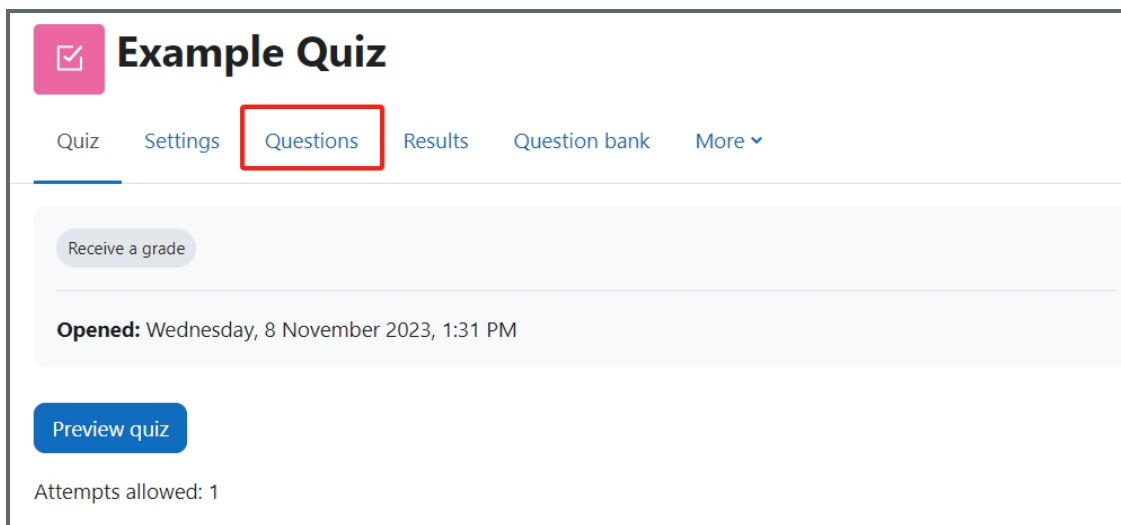 Example Quiz
Quiz Settings Questions Results Question bank More
Receive a grade
Opened: Wednesday, 8 November 2023, 1:31 PM
Preview quiz
Attempts allowed: 1